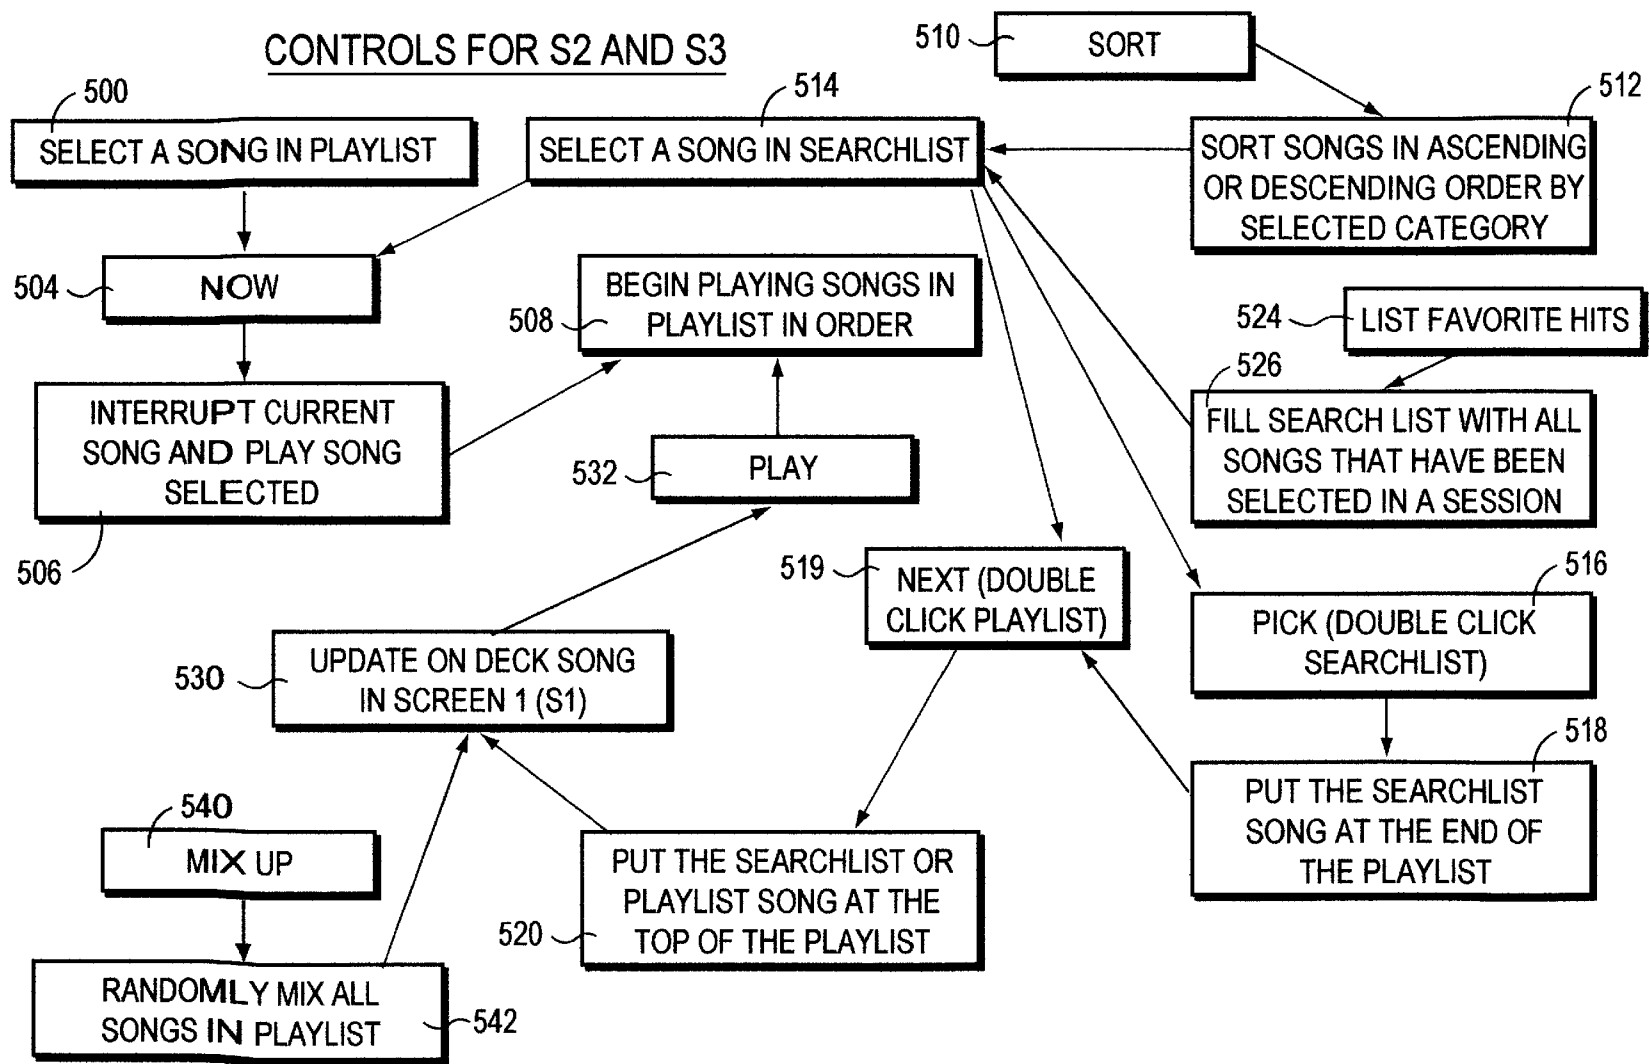 CONTROLS FOR S2 AND S3
510
SORT
500
SELECT A SONG IN PLAYLIST
514
SELECT A SONG IN SEARCHLIST
512
SORT SONGS IN ASCENDING
OR DESCENDING ORDER BY
SELECTED CATEGORY
504
NOW
508
BEGIN PLAYING SONGS IN
PLAYLIST IN ORDER
524
LIST FAVORITE HITS
506
INTERRUPT CURRENT
SONG AND PLAY SONG
SELECTED
532
PLAY
526
FILL SEARCH LIST WITH ALL
SONGS THAT HAVE BEEN
SELECTED IN A SESSION
519
NEXT (DOUBLE
CLICK PLAYLIST)
516
PICK (DOUBLE CLICK
SEARCHLIST)
530
UPDATE ON DECK SONG
IN SCREEN 1 (S1)
518
PUT THE SEARCHLIST
SONG AT THE END OF
THE PLAYLIST
540
MIX UP
520
PUT THE SEARCHLIST OR
PLAYLIST SONG AT THE
TOP OF THE PLAYLIST
RANDOMLY MIX ALL
SONGS IN PLAYLIST
542